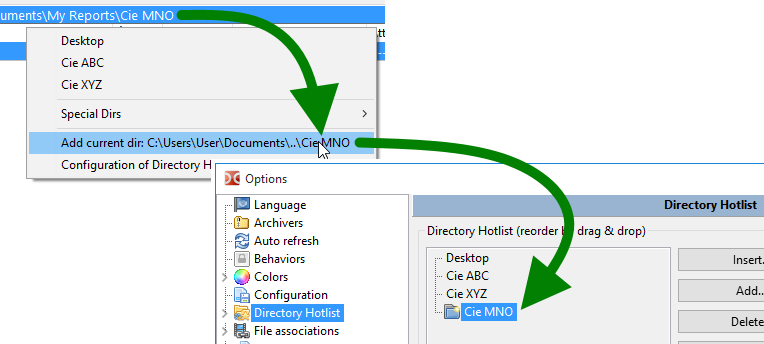 uments\My Reports\Cie MNO
Desktop
Cie ABC
Cie XYZ
Special Dirs
Add current dir: C:\Users\User\Documents\..\Cie MNO
Configuration of Directory H
Options
Language
Archivers
Auto refresh
Behaviors
Colors
Configuration
Directory Hotlist
File associations
Directory Hotlist
Directory Hotlist (reorder by drag & drop)
Desktop
Cie ABC
Cie XYZ
Cie MNO
Insert.
Add..
Delete